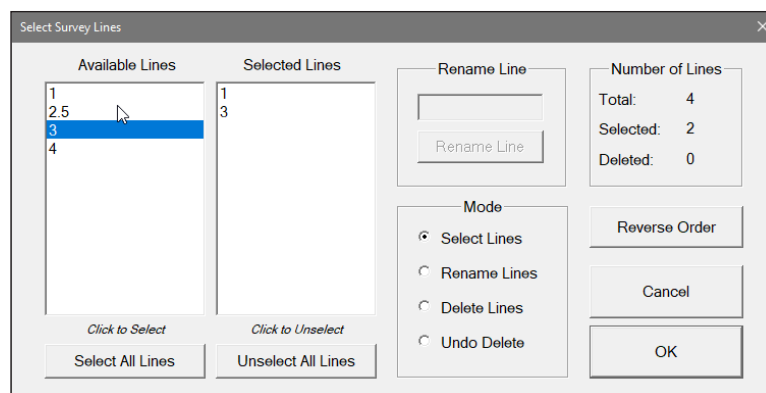 Select Survey Lines
Available Lines
1
2.5
3
4
Click to Select
Select All Lines
Selected Lines
1
3
Click to Unselect
Unselect All Lines
Rename Line
Rename Line
Mode
Select Lines
Rename Lines
Delete Lines
Undo Delete
Number of Lines
Total: 4
Selected: 2
Deleted: 0
Reverse Order
Cancel
OK